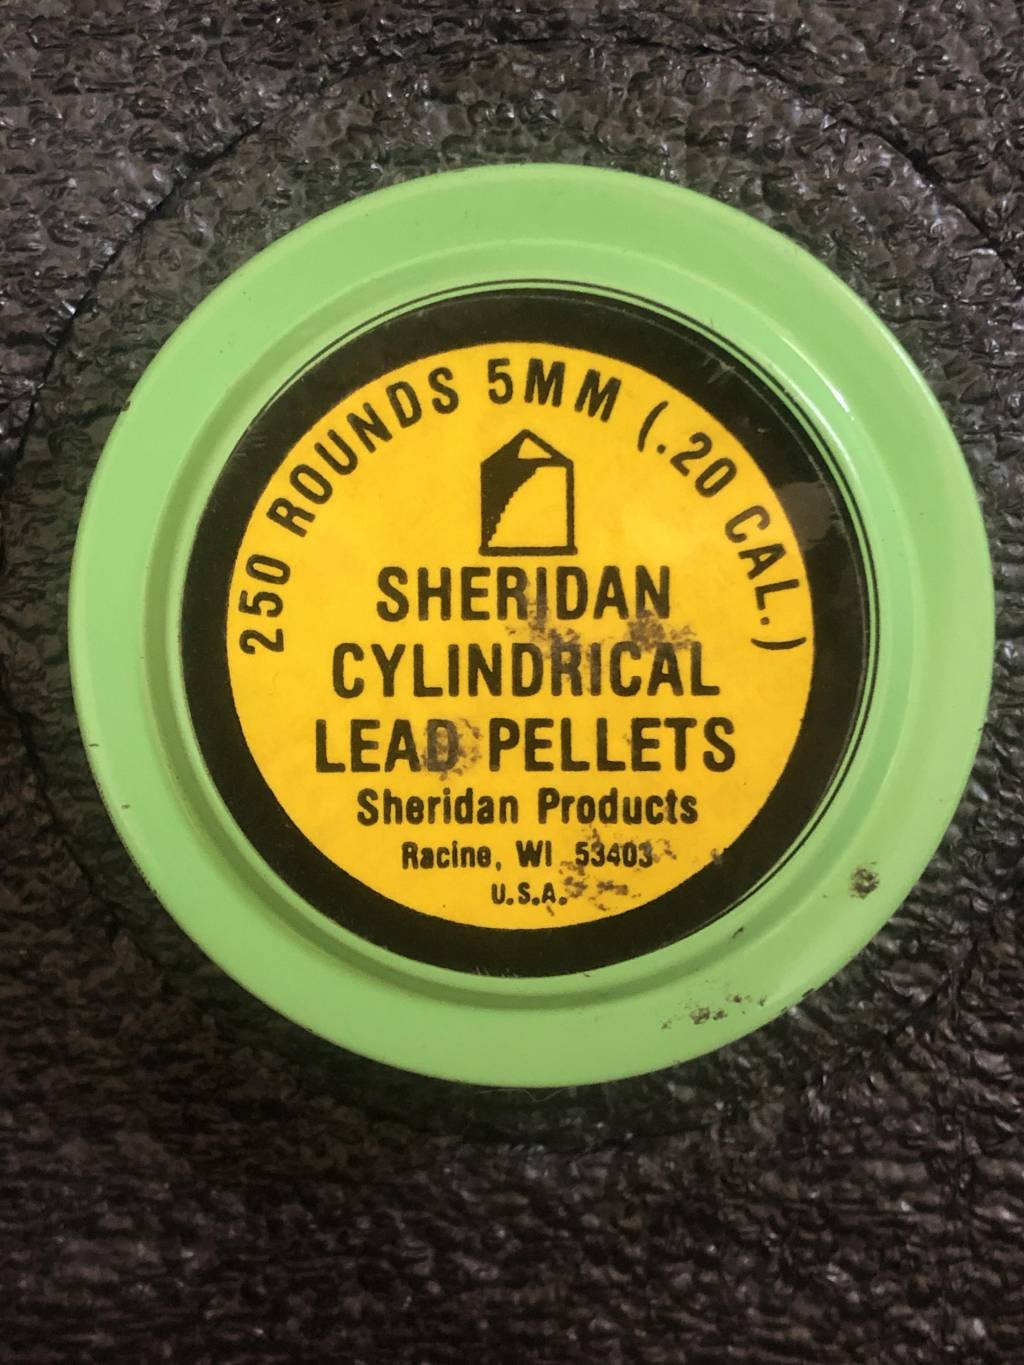 250 ROUNDS 5MM (.20 CAL.)
SHERIDAN
CYLINDRICAL
LEAD PELLETS
Sheridan Products
Racine, WI 53403
U.S.A.